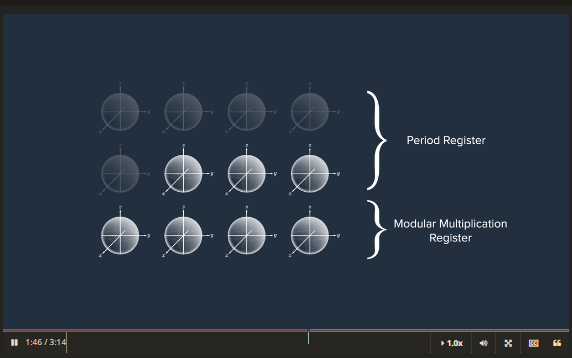 Period Register
Modular Multiplication
Register
1:46 / 3:14
1.0x